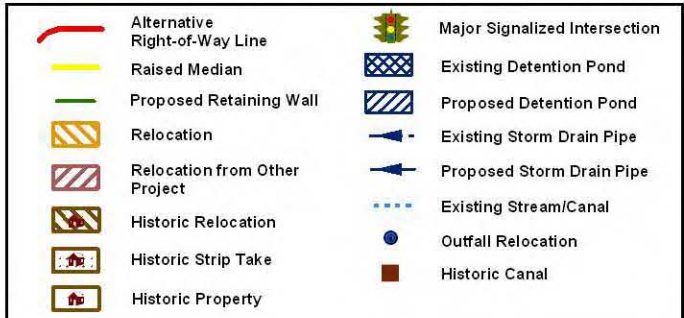 Alternative
Right-of-Way Line
Raised Median
Proposed Retaining Wall
Relocation
Relocation from Other
Project
Historic Relocation
Historic Strip Take
Historic Property
Major Signalized Intersection
Existing Detention Pond
Proposed Detention Pond
Existing Storm Drain Pipe
Proposed Storm Drain Pipe
Existing Stream/Canal
Outfall Relocation
Historic Canal